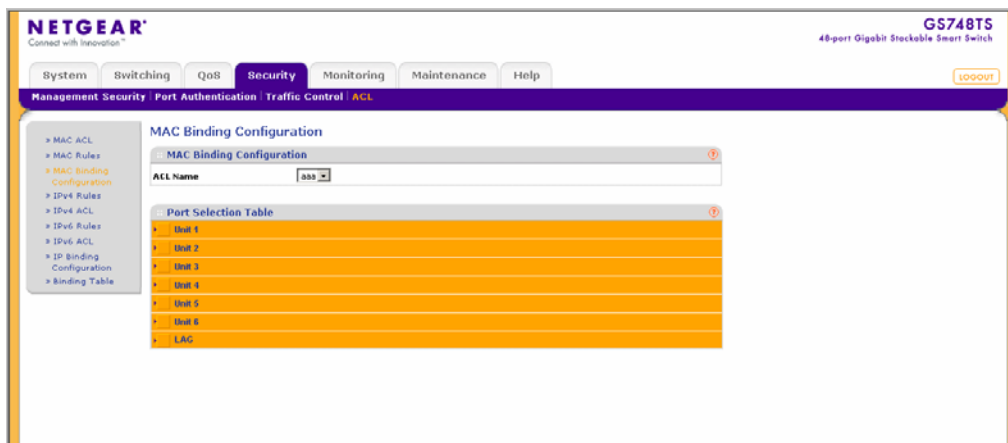 NETGEAR®
Connect with Innovation™
GS748TS
48-port Gigabit Stackable Smart Switch
System Switching QoS Security Monitoring Maintenance Help
LOGOUT
Management Security Port Authentication Traffic Control ACL
» MAC ACL
» MAC Rules
» MAC Binding
Configuration
» IPv4 Rules
» IPv4 ACL
» IPv6 Rules
» IPv6 ACL
» IP Binding
Configuration
» Binding Table
MAC Binding Configuration
MAC Binding Configuration
ACL Name aaa
Port Selection Table
Unit 1
Unit 2
Unit 3
Unit 4
Unit 5
Unit 6
LAG